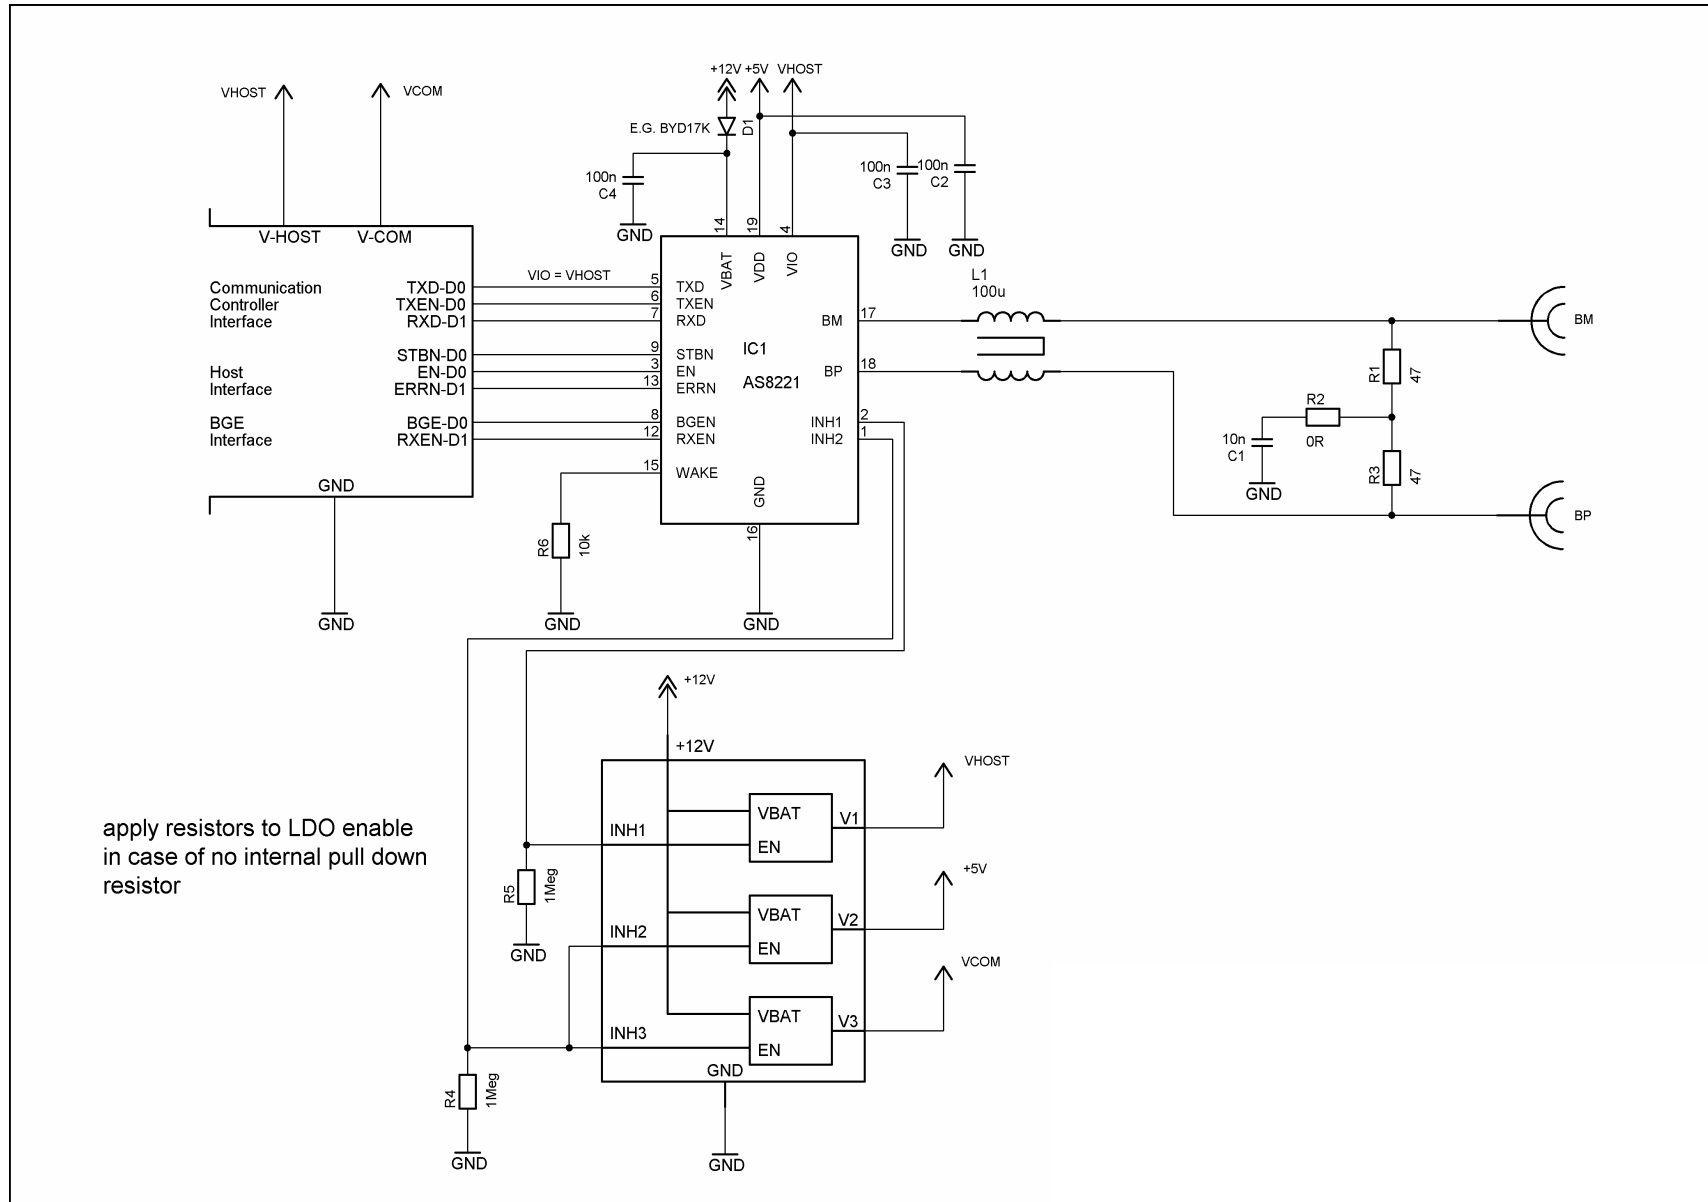 +12V +5V VHOST
VHOST
VCOM
E.G. BYD17K
D1
100n
C4
GND
100n
C3
GND
100n
C2
GND
V-HOST
V-COM
14
19
4
VBAT
VDD
VIO
VIO = VHOST
Communication
Controller
Interface
TXD-D0
TXEN-D0
RXD-D1
Host
Interface
STBN-D0
EN-D0
ERRN-D1
BGE
Interface
BGE-D0
RXEN-D1
GND
GND
5
6
7
9
3
13
8
12
15
TXD
TXEN
RXD
STBN
EN
ERRN
BGEN
RXEN
WAKE
IC1
AS8221
GND
16
GND
BM
BP
INH1
INH2
17
18
2
1
R6
10k
GND
L1
100u
BM
R1
47
R2
0R
10n
C1
GND
R3
47
BP
+12V
+12V
INH1
VBAT
EN
V1
VHOST
INH2
VBAT
EN
V2
+5V
INH3
VBAT
EN
V3
VCOM
GND
GND
R5
1Meg
GND
R4
1Meg
GND
apply resistors to LDO enable
in case of no internal pull down
resistor